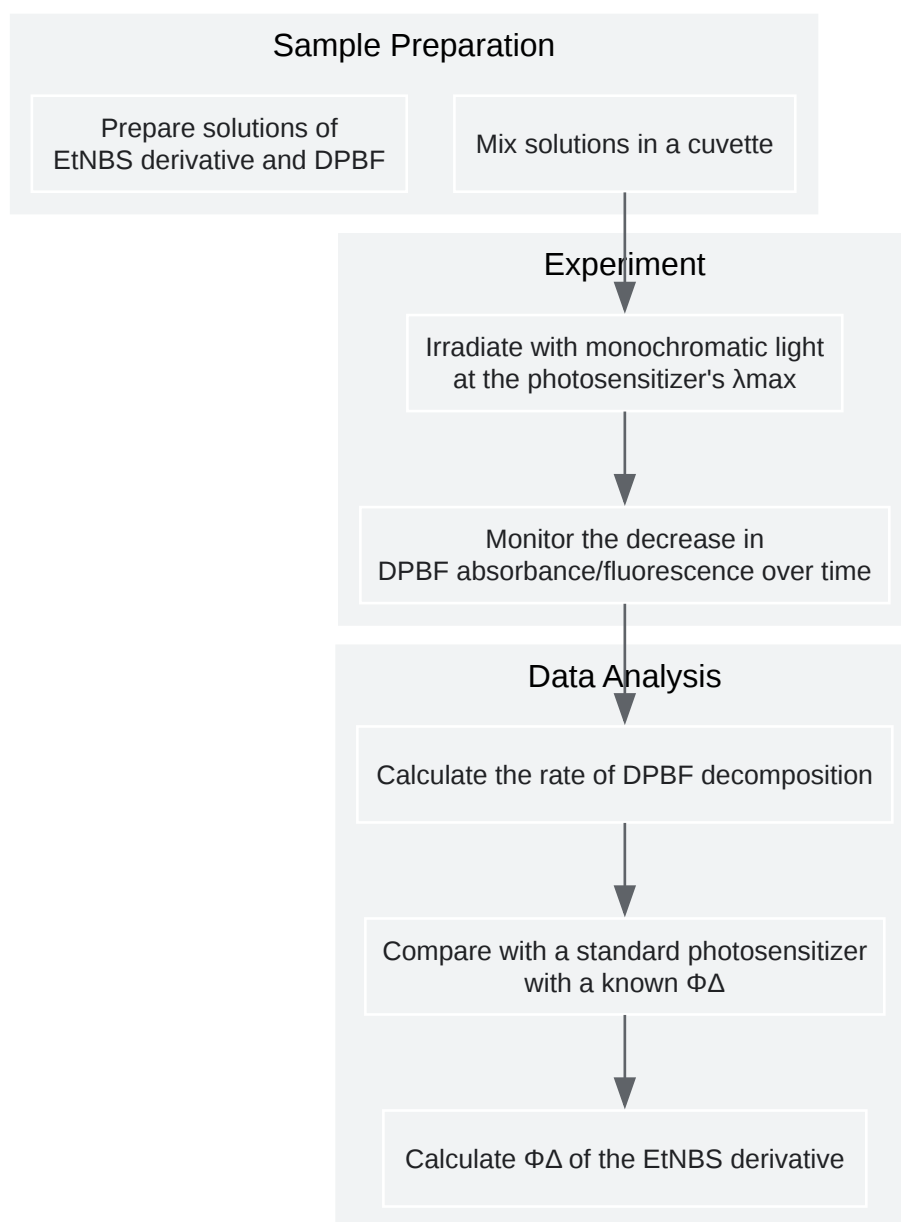 Sample Preparation
Prepare solutions of
EtNBS derivative and DPBF
Mix solutions in a cuvette
Experiment
Irradiate with monochromatic light
at the photosensitizer's λmax
Monitor the decrease in
DPBF absorbance/fluorescence over time
Data Analysis
Calculate the rate of DPBF decomposition
Compare with a standard photosensitizer
with a known ΦΔ
Calculate ΦΔ of the EtNBS derivative